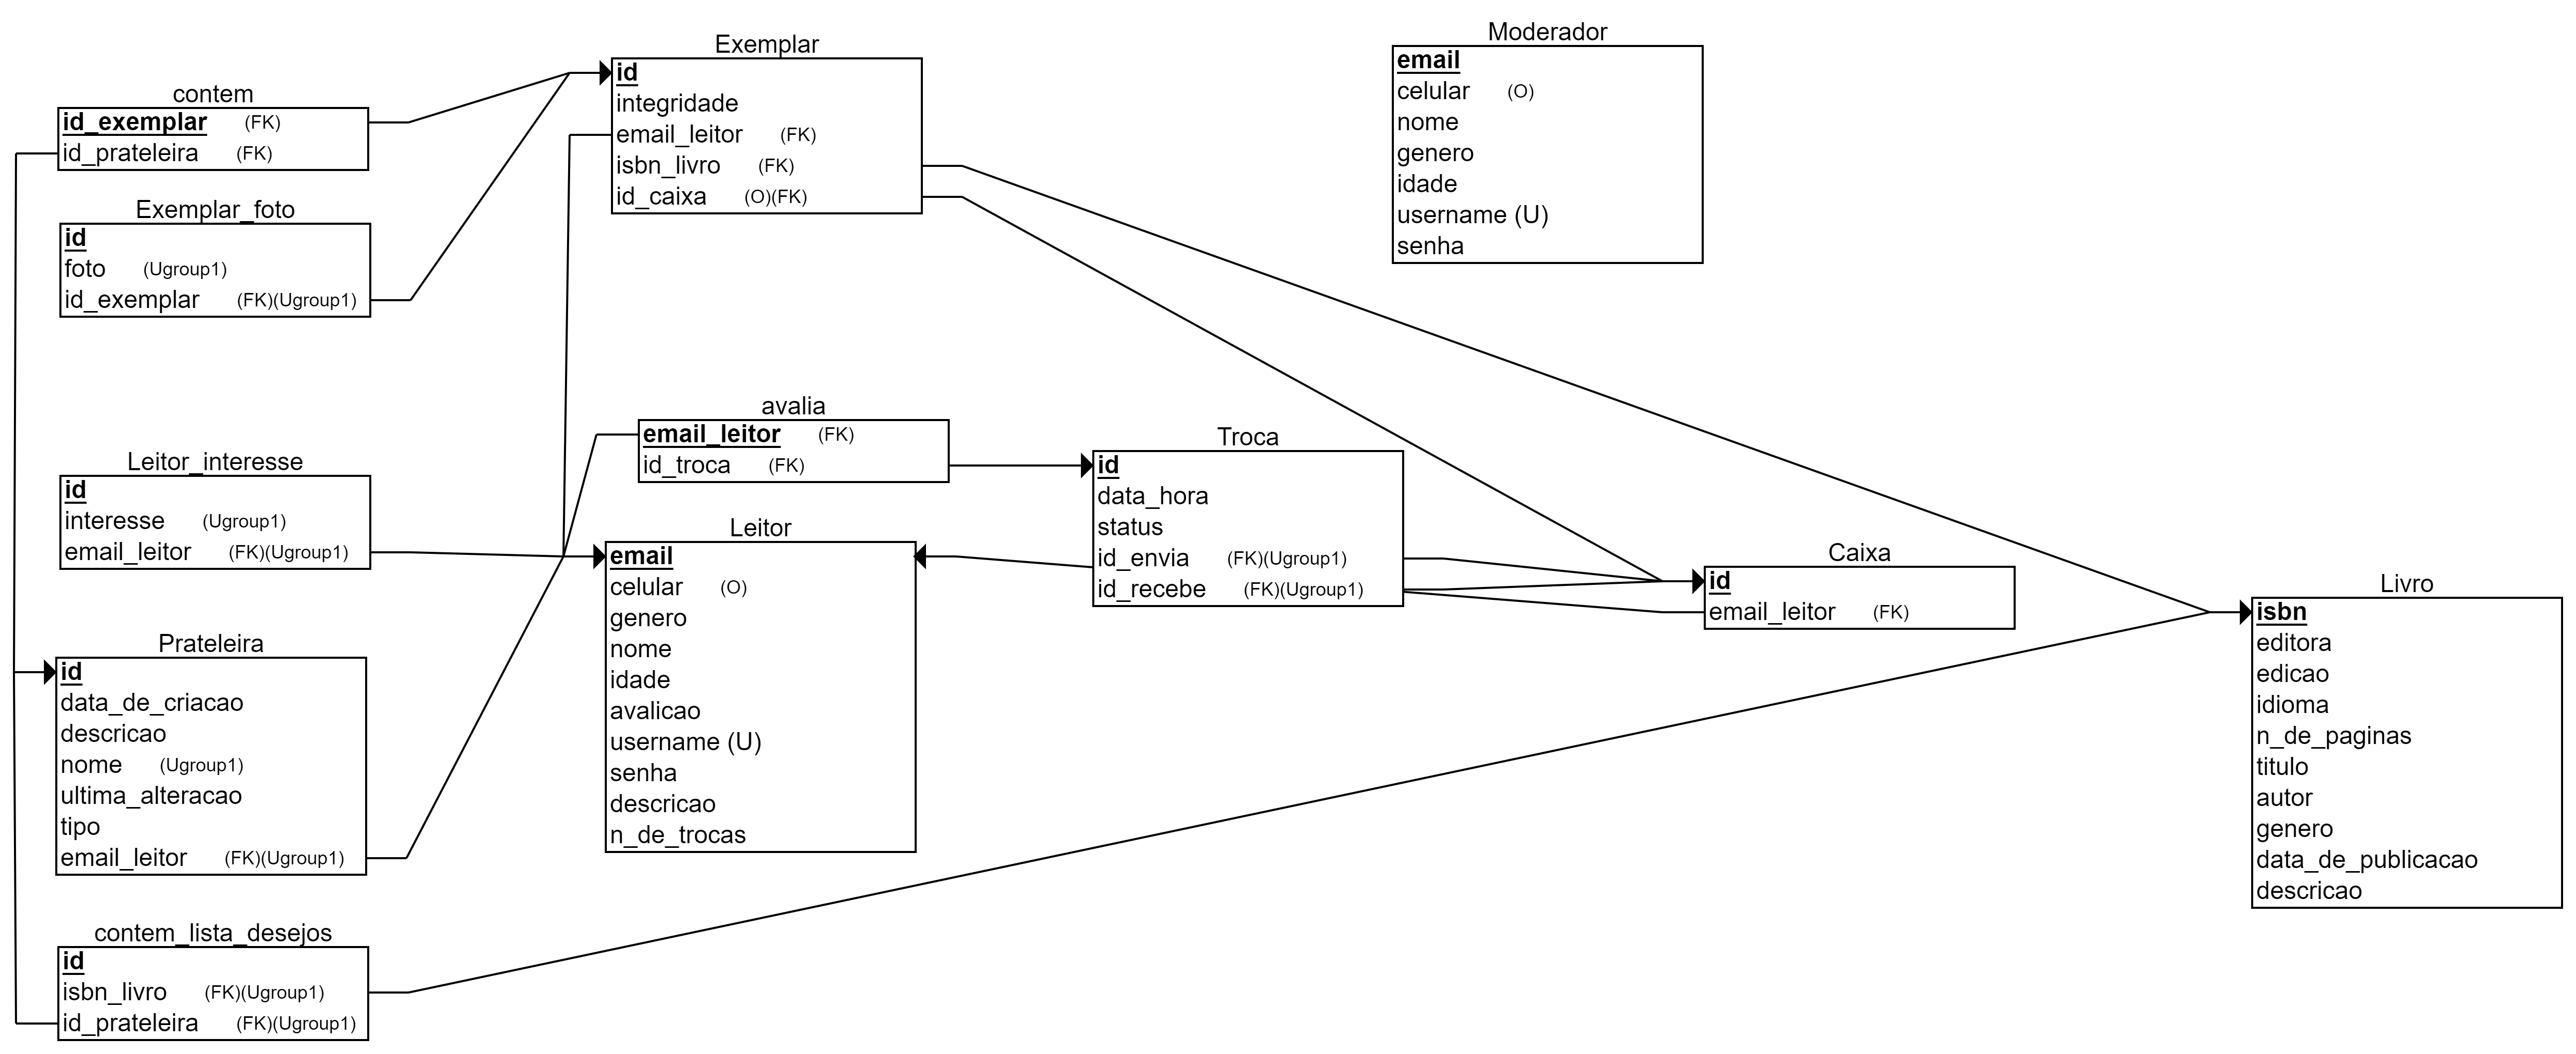 contem
id_exemplar (FK)
id_prateleira (FK)
Exemplar_foto
id
foto (Ugroup1)
id_exemplar (FK)(Ugroup1)
Leitor_interesse
id
interesse (Ugroup1)
email_leitor (FK)(Ugroup1)
Prateleira
id
data_de_criacao
descricao
nome (Ugroup1)
ultima_alteracao
tipo
email_leitor (FK)(Ugroup1)
contem_lista_desejos
id
isbn_livro (FK)(Ugroup1)
id_prateleira (FK)(Ugroup1)
Exemplar
id
integridade
email_leitor (FK)
isbn_livro (FK)
id_caixa (O)(FK)
avalia
email_leitor (FK)
id_troca (FK)
Leitor
email
celular (O)
genero
nome
idade
avalicao
username (U)
senha
descricao
n_de_trocas
Troca
id
data_hora
status
id_envia (FK)(Ugroup1)
id_recebe (FK)(Ugroup1)
Moderador
email
celular (O)
nome
genero
idade
username (U)
senha
Caixa
id
email_leitor (FK)
Livro
isbn
editora
edicao
idioma
n_de_paginas
titulo
autor
genero
data_de_publicacao
descricao